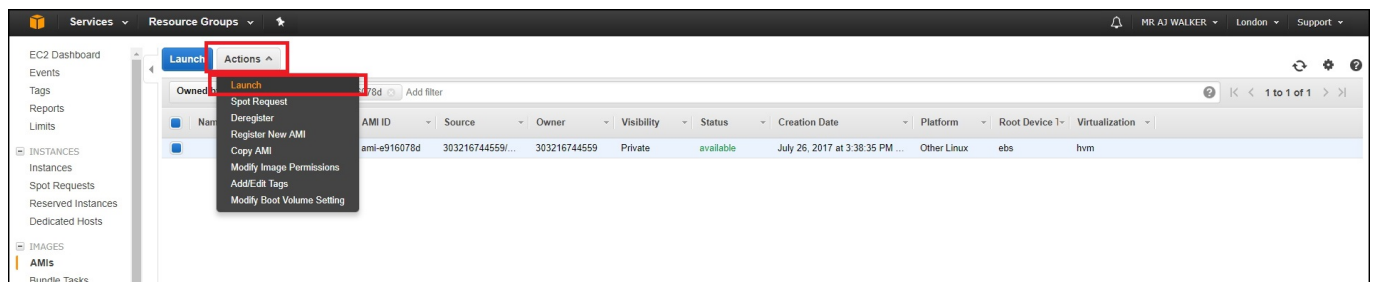 Services Resource Groups MR AJ WALKER London Support
EC2 Dashboard
Events
Tags
Reports
Limits
INSTANCES
Instances
Spot Requests
Reserved Instances
Dedicated Hosts
IMAGES
AMIs
Bundle Tasks
Launch Actions
Launch
Spot Request
Deregister
Register New AMI
Copy AMI
Modify Image Permissions
Add/Edit Tags
Modify Boot Volume Setting
Owned 078d Add filter 1 to 1 of 1
Nam AMI ID Source Owner Visibility Status Creation Date Platform Root Device Virtualization
ami-e916078d 303216744559/... 303216744559 Private available July 26, 2017 at 3:38:35 PM ... Other Linux ebs hvm